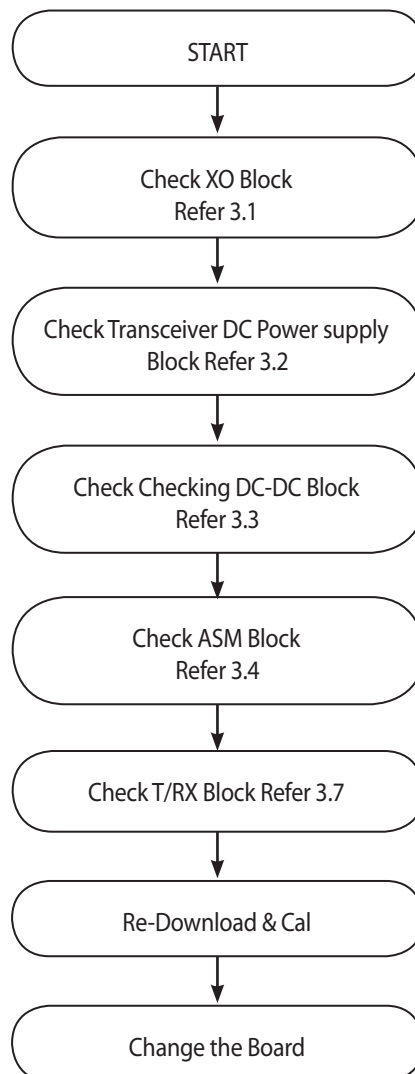 START
Check XO Block
Refer 3.1
Check Transceiver DC Power supply
Block Refer 3.2
Check Checking DC-DC Block
Refer 3.3
Check ASM Block
Refer 3.4
Check T/RX Block Refer 3.7
Re-Download & Cal
Change the Board